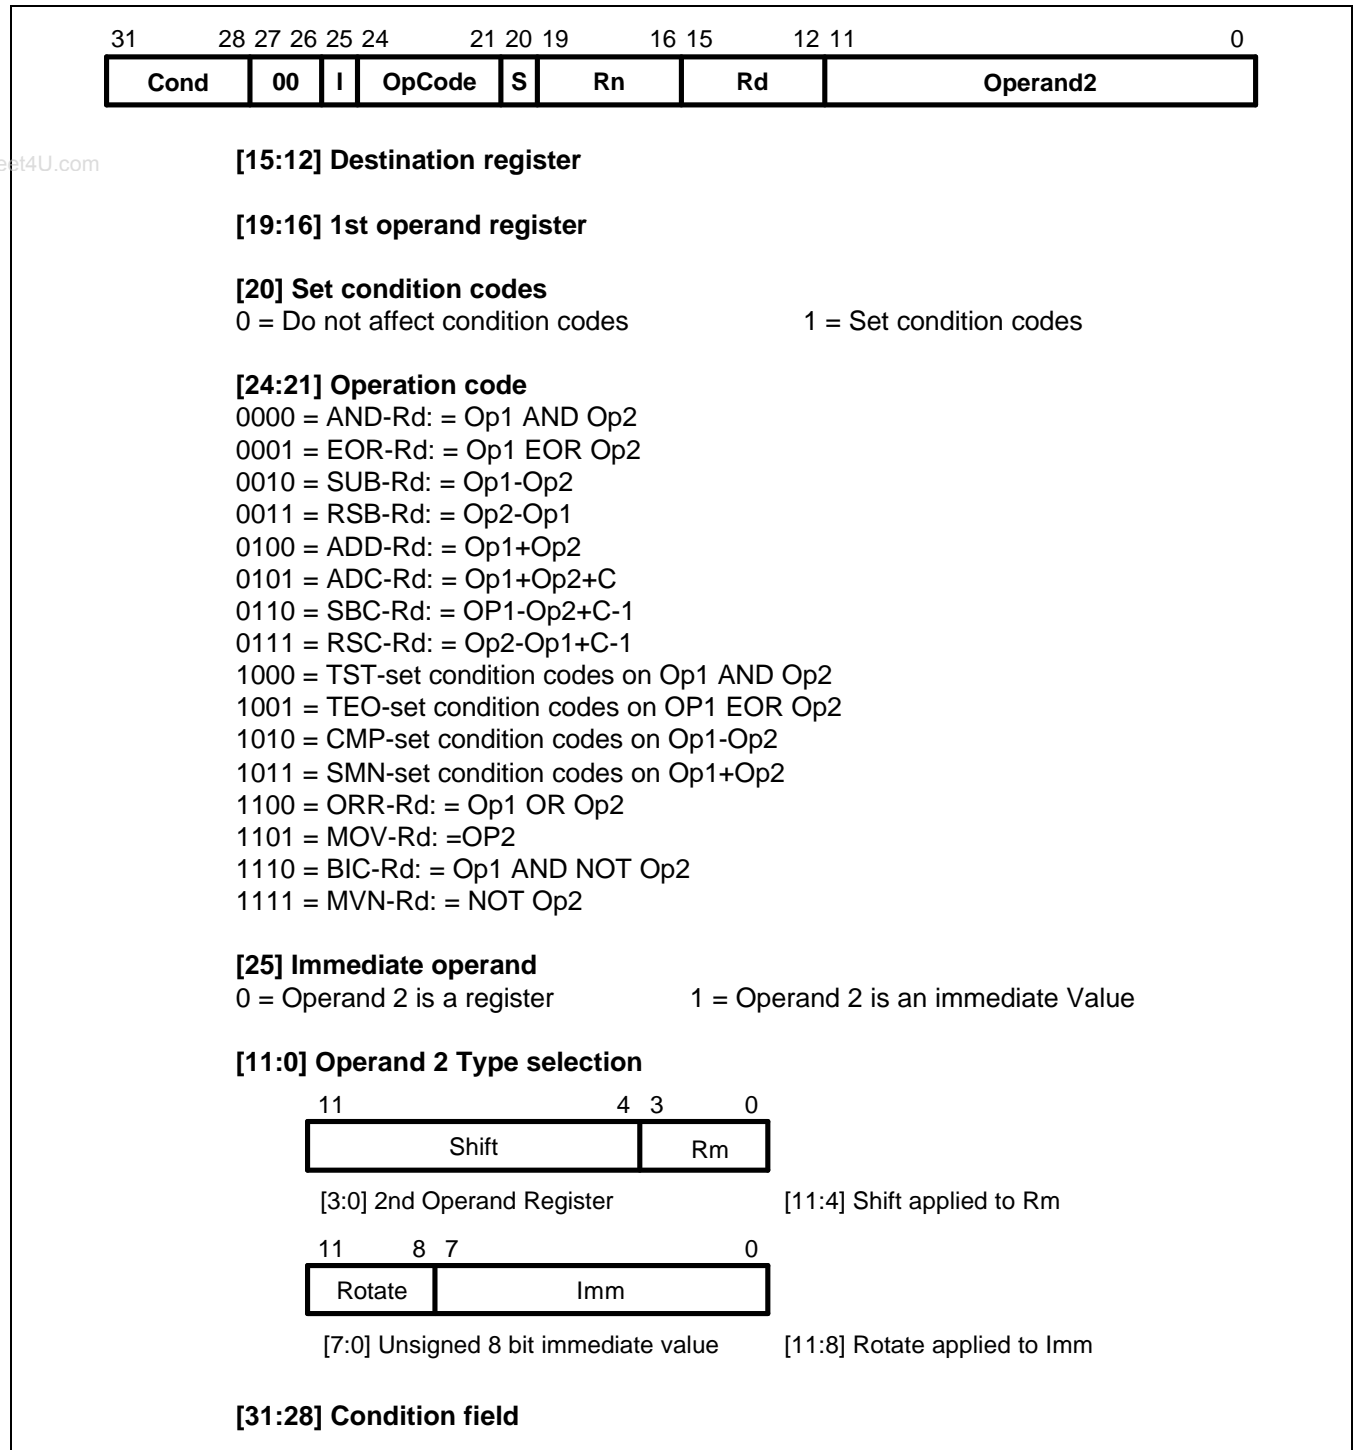 31 28 27 26 25 24 21 20 19 16 15 12 11 0
Cond 00 I OpCode S Rn Rd Operand2
eet4U.com
[15:12] Destination register
[19:16] 1st operand register
[20] Set condition codes
0 = Do not affect condition codes 1 = Set condition codes
[24:21] Operation code
0000 = AND-Rd: = Op1 AND Op2
0001 = EOR-Rd: = Op1 EOR Op2
0010 = SUB-Rd: = Op1-Op2
0011 = RSB-Rd: = Op2-Op1
0100 = ADD-Rd: = Op1+Op2
0101 = ADC-Rd: = Op1+Op2+C
0110 = SBC-Rd: = OP1-Op2+C-1
0111 = RSC-Rd: = Op2-Op1+C-1
1000 = TST-set condition codes on Op1 AND Op2
1001 = TEO-set condition codes on OP1 EOR Op2
1010 = CMP-set condition codes on Op1-Op2
1011 = SMN-set condition codes on Op1+Op2
1100 = ORR-Rd: = Op1 OR Op2
1101 = MOV-Rd: =OP2
1110 = BIC-Rd: = Op1 AND NOT Op2
1111 = MVN-Rd: = NOT Op2
[25] Immediate operand
0 = Operand 2 is a register 1 = Operand 2 is an immediate Value
[11:0] Operand 2 Type selection
11 4 3 0
Shift Rm
[3:0] 2nd Operand Register [11:4] Shift applied to Rm
11 8 7 0
Rotate Imm
[7:0] Unsigned 8 bit immediate value [11:8] Rotate applied to Imm
[31:28] Condition field